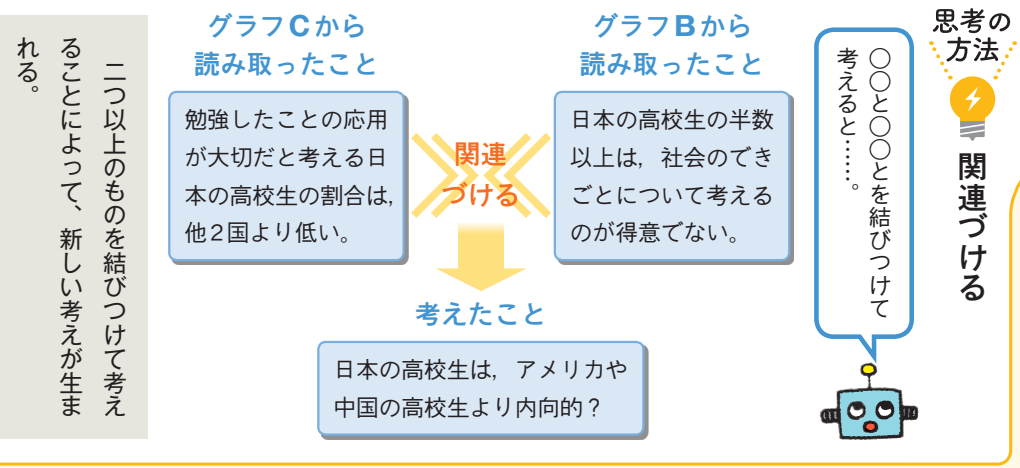 思考の
方法
関連づける
〇〇と〇〇とを結びつけて
考えると……。
グラフBから
読み取ったこと
日本の高校生の半数
以上は，社会のでき
ごとについて考える
のが得意でない。
関連
づける
グラフCから
読み取ったこと
勉強したことの応用
が大切だと考える日
本の高校生の割合は，
他2国より低い。
考えたこと
日本の高校生は，アメリカや
中国の高校生より内向的？
二つ以上のものを結びつけて考え
ることによって、新しい考えが生ま
れる。